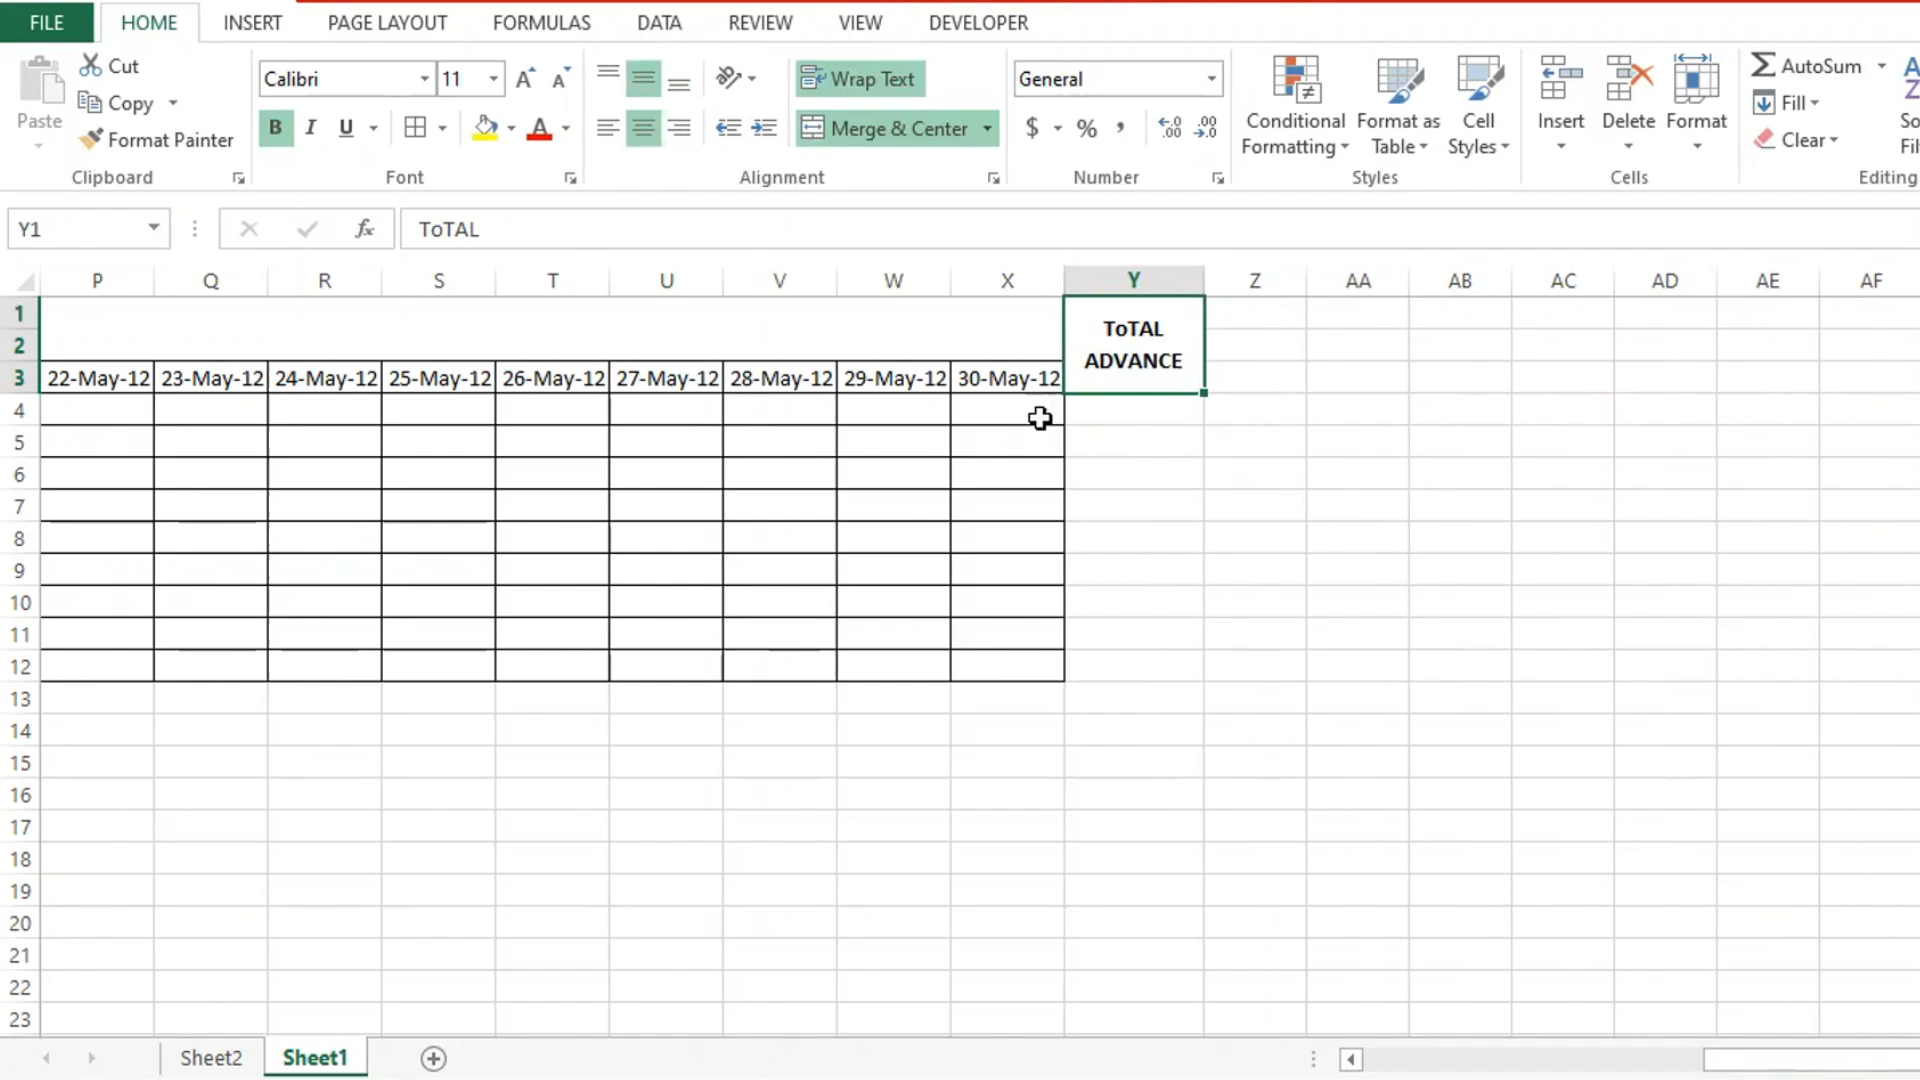 FILE HOME INSERT PAGE LAYOUT FORMULAS DATA REVIEW VIEW DEVELOPER
Paste
Cut
Copy
Format Painter
Clipboard
Calibri 11
B I U
Font
Wrap Text
Merge & Center
Alignment
General
$ % ,
Number
Conditional Formatting
Format as Table
Cell Styles
Styles
Insert
Delete
Format
Cells
AutoSum
Fill
Clear
Editing
Y1 fx ToTAL
P Q R S T U V W X Y Z AA AB AC AD AE AF
1
2
ToTAL
ADVANCE
3 22-May-12 23-May-12 24-May-12 25-May-12 26-May-12 27-May-12 28-May-12 29-May-12 30-May-12
4
5
6
7
8
9
10
11
12
13
14
15
16
17
18
19
20
21
22
23
Sheet2 Sheet1